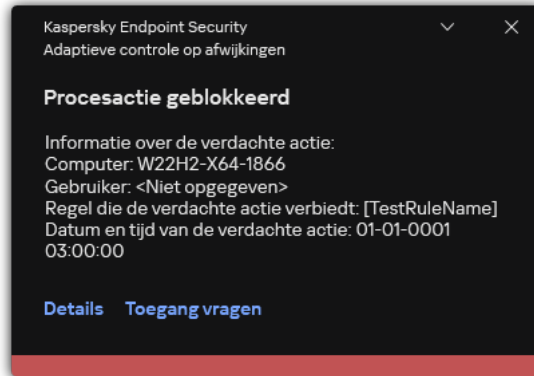 Kaspersky Endpoint Security
Adaptieve controle op afwijkingen
Procesactie geblokkeerd
Informatie over de verdachte actie:
Computer: W22H2-X64-1866
Gebruiker: <Niet opgegeven>
Regel die de verdachte actie verbiedt: [TestRuleName]
Datum en tijd van de verdachte actie: 01-01-0001
03:00:00
Details Toegang vragen